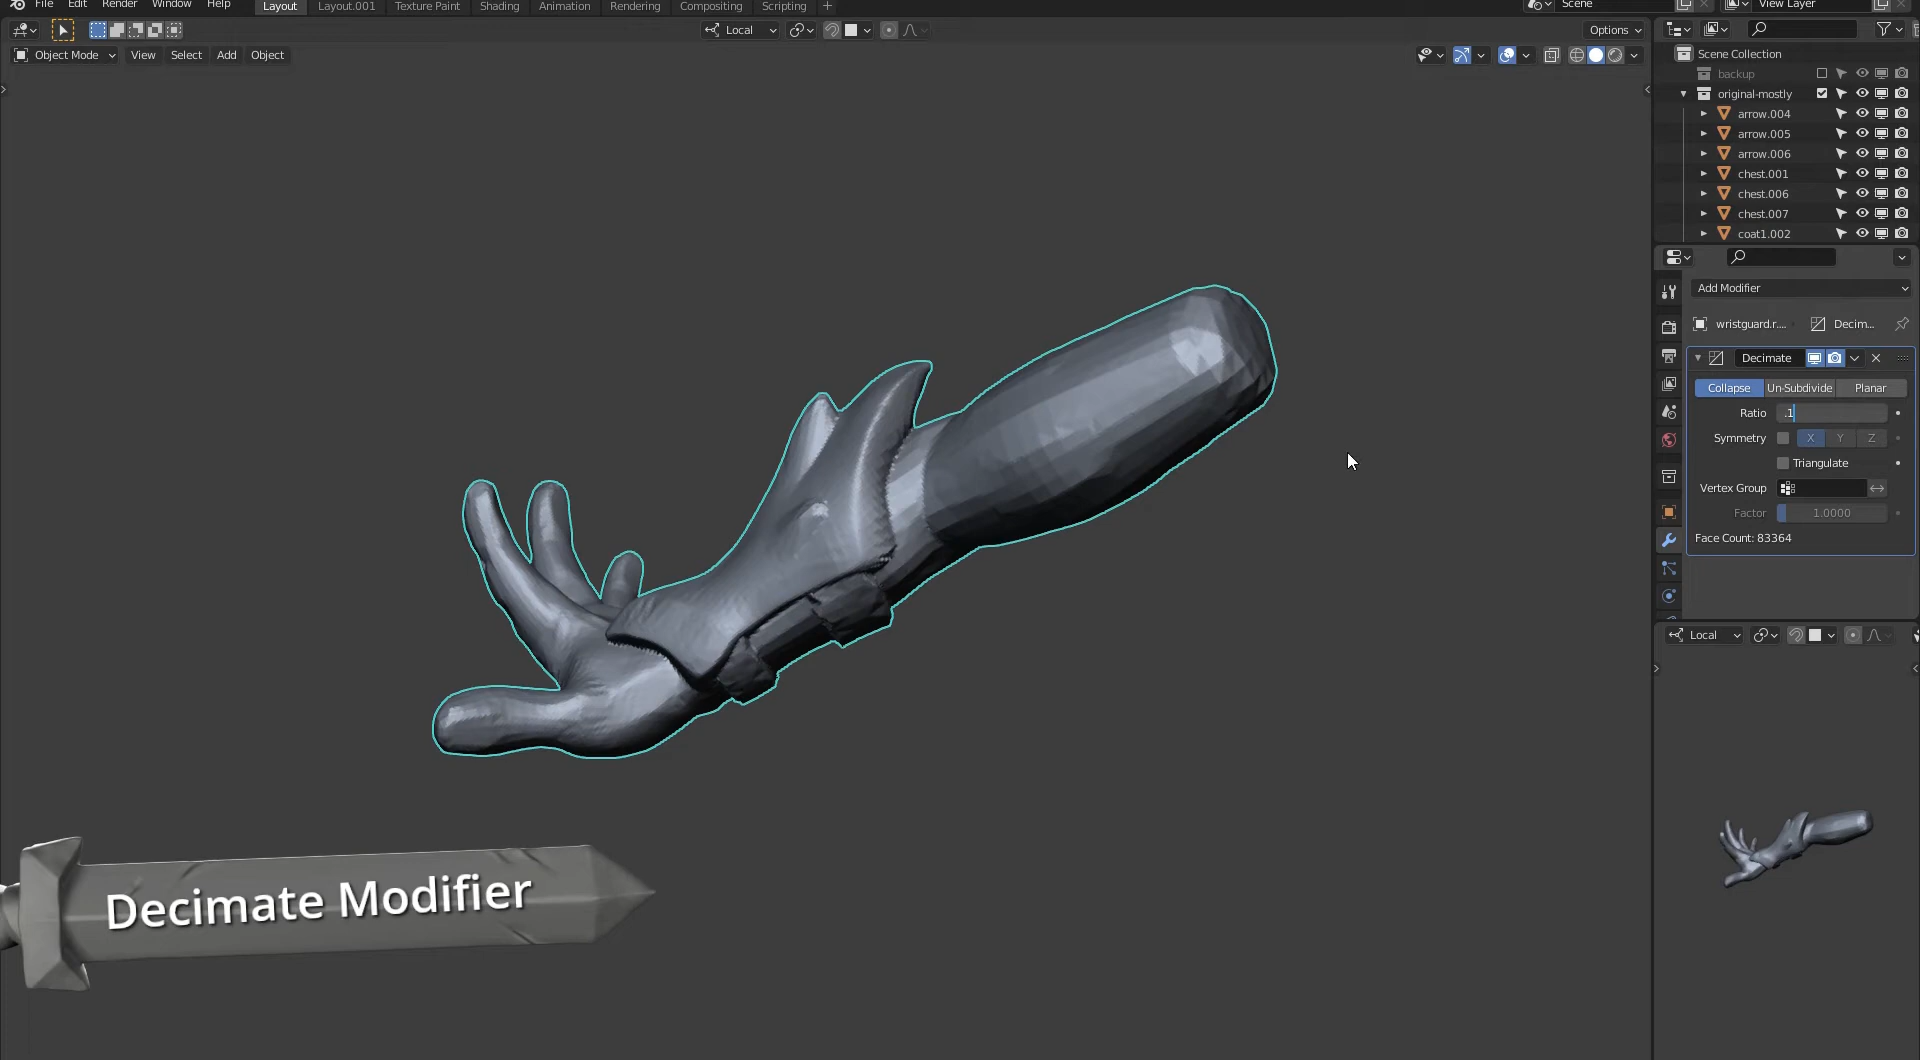 File Edit Render Window Help Layout Layout.001 Texture Paint Shading Animation Rendering Compositing Scripting + Scene View Layer
Local Options
Object Mode View Select Add Object
Scene Collection
backup
original-mostly
arrow.004
arrow.005
arrow.006
chest.001
chest.006
chest.007
coat1.002
Add Modifier
wristguard.r... Decim...
Decimate
Collapse Un-Subdivide Planar
Ratio .1
Symmetry X Y Z
Triangulate
Vertex Group
Factor 1.0000
Face Count: 83364
Local
Decimate Modifier